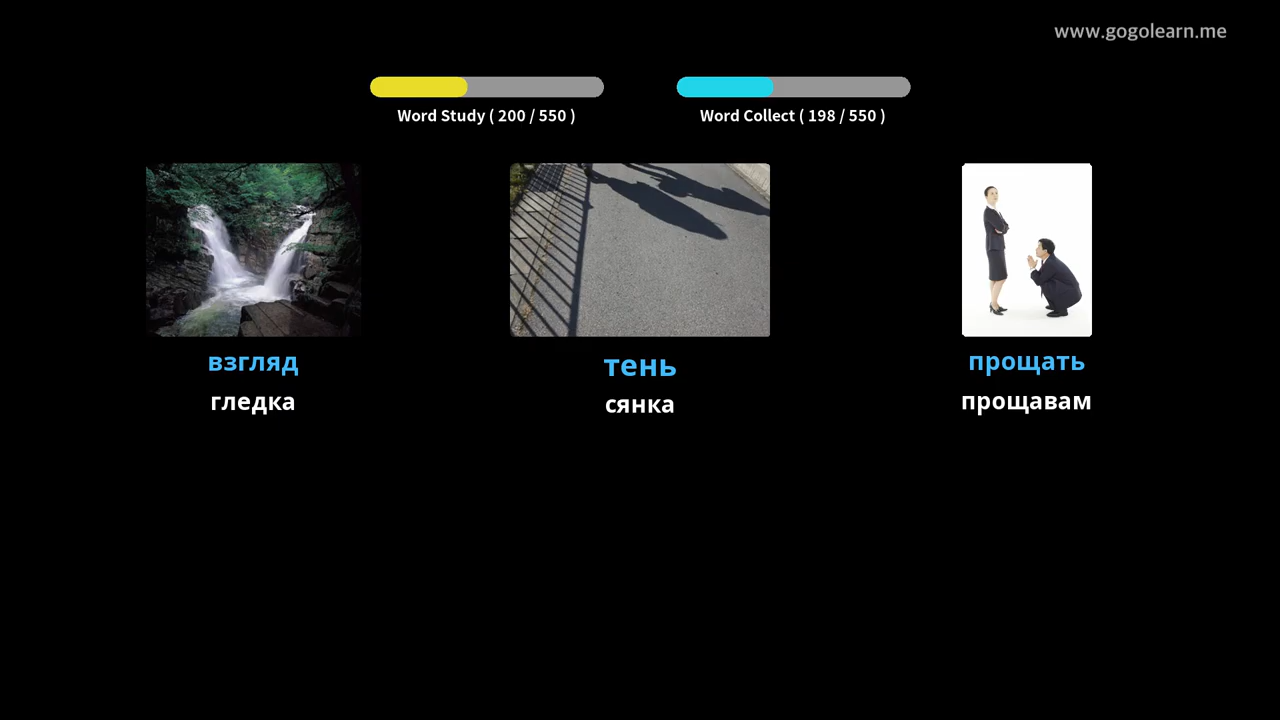 www.gogolearn.me
Word Study ( 200 / 550 )
Word Collect ( 198 / 550 )
взгляд
тень
прощать
гледка
сянка
прощавам